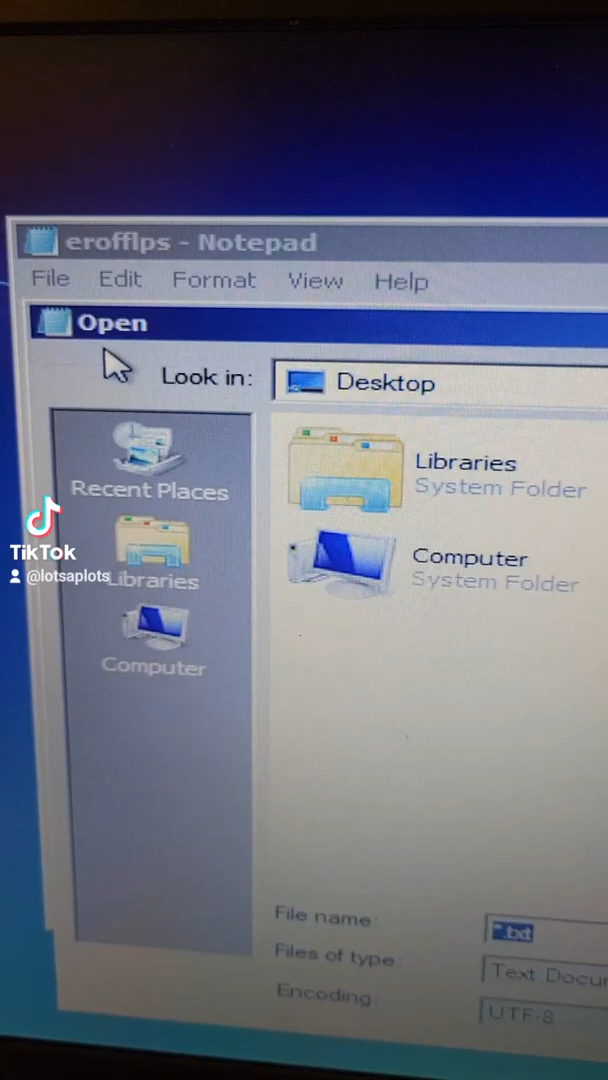 erofflps - Notepad
File Edit Format View Help
Open
Look in: Desktop
Recent Places
Libraries
Computer
Libraries
System Folder
Computer
System Folder
TikTok
@lotsaplots
File name: *.txt
Files of type: Text Docu
Encoding UTF-8